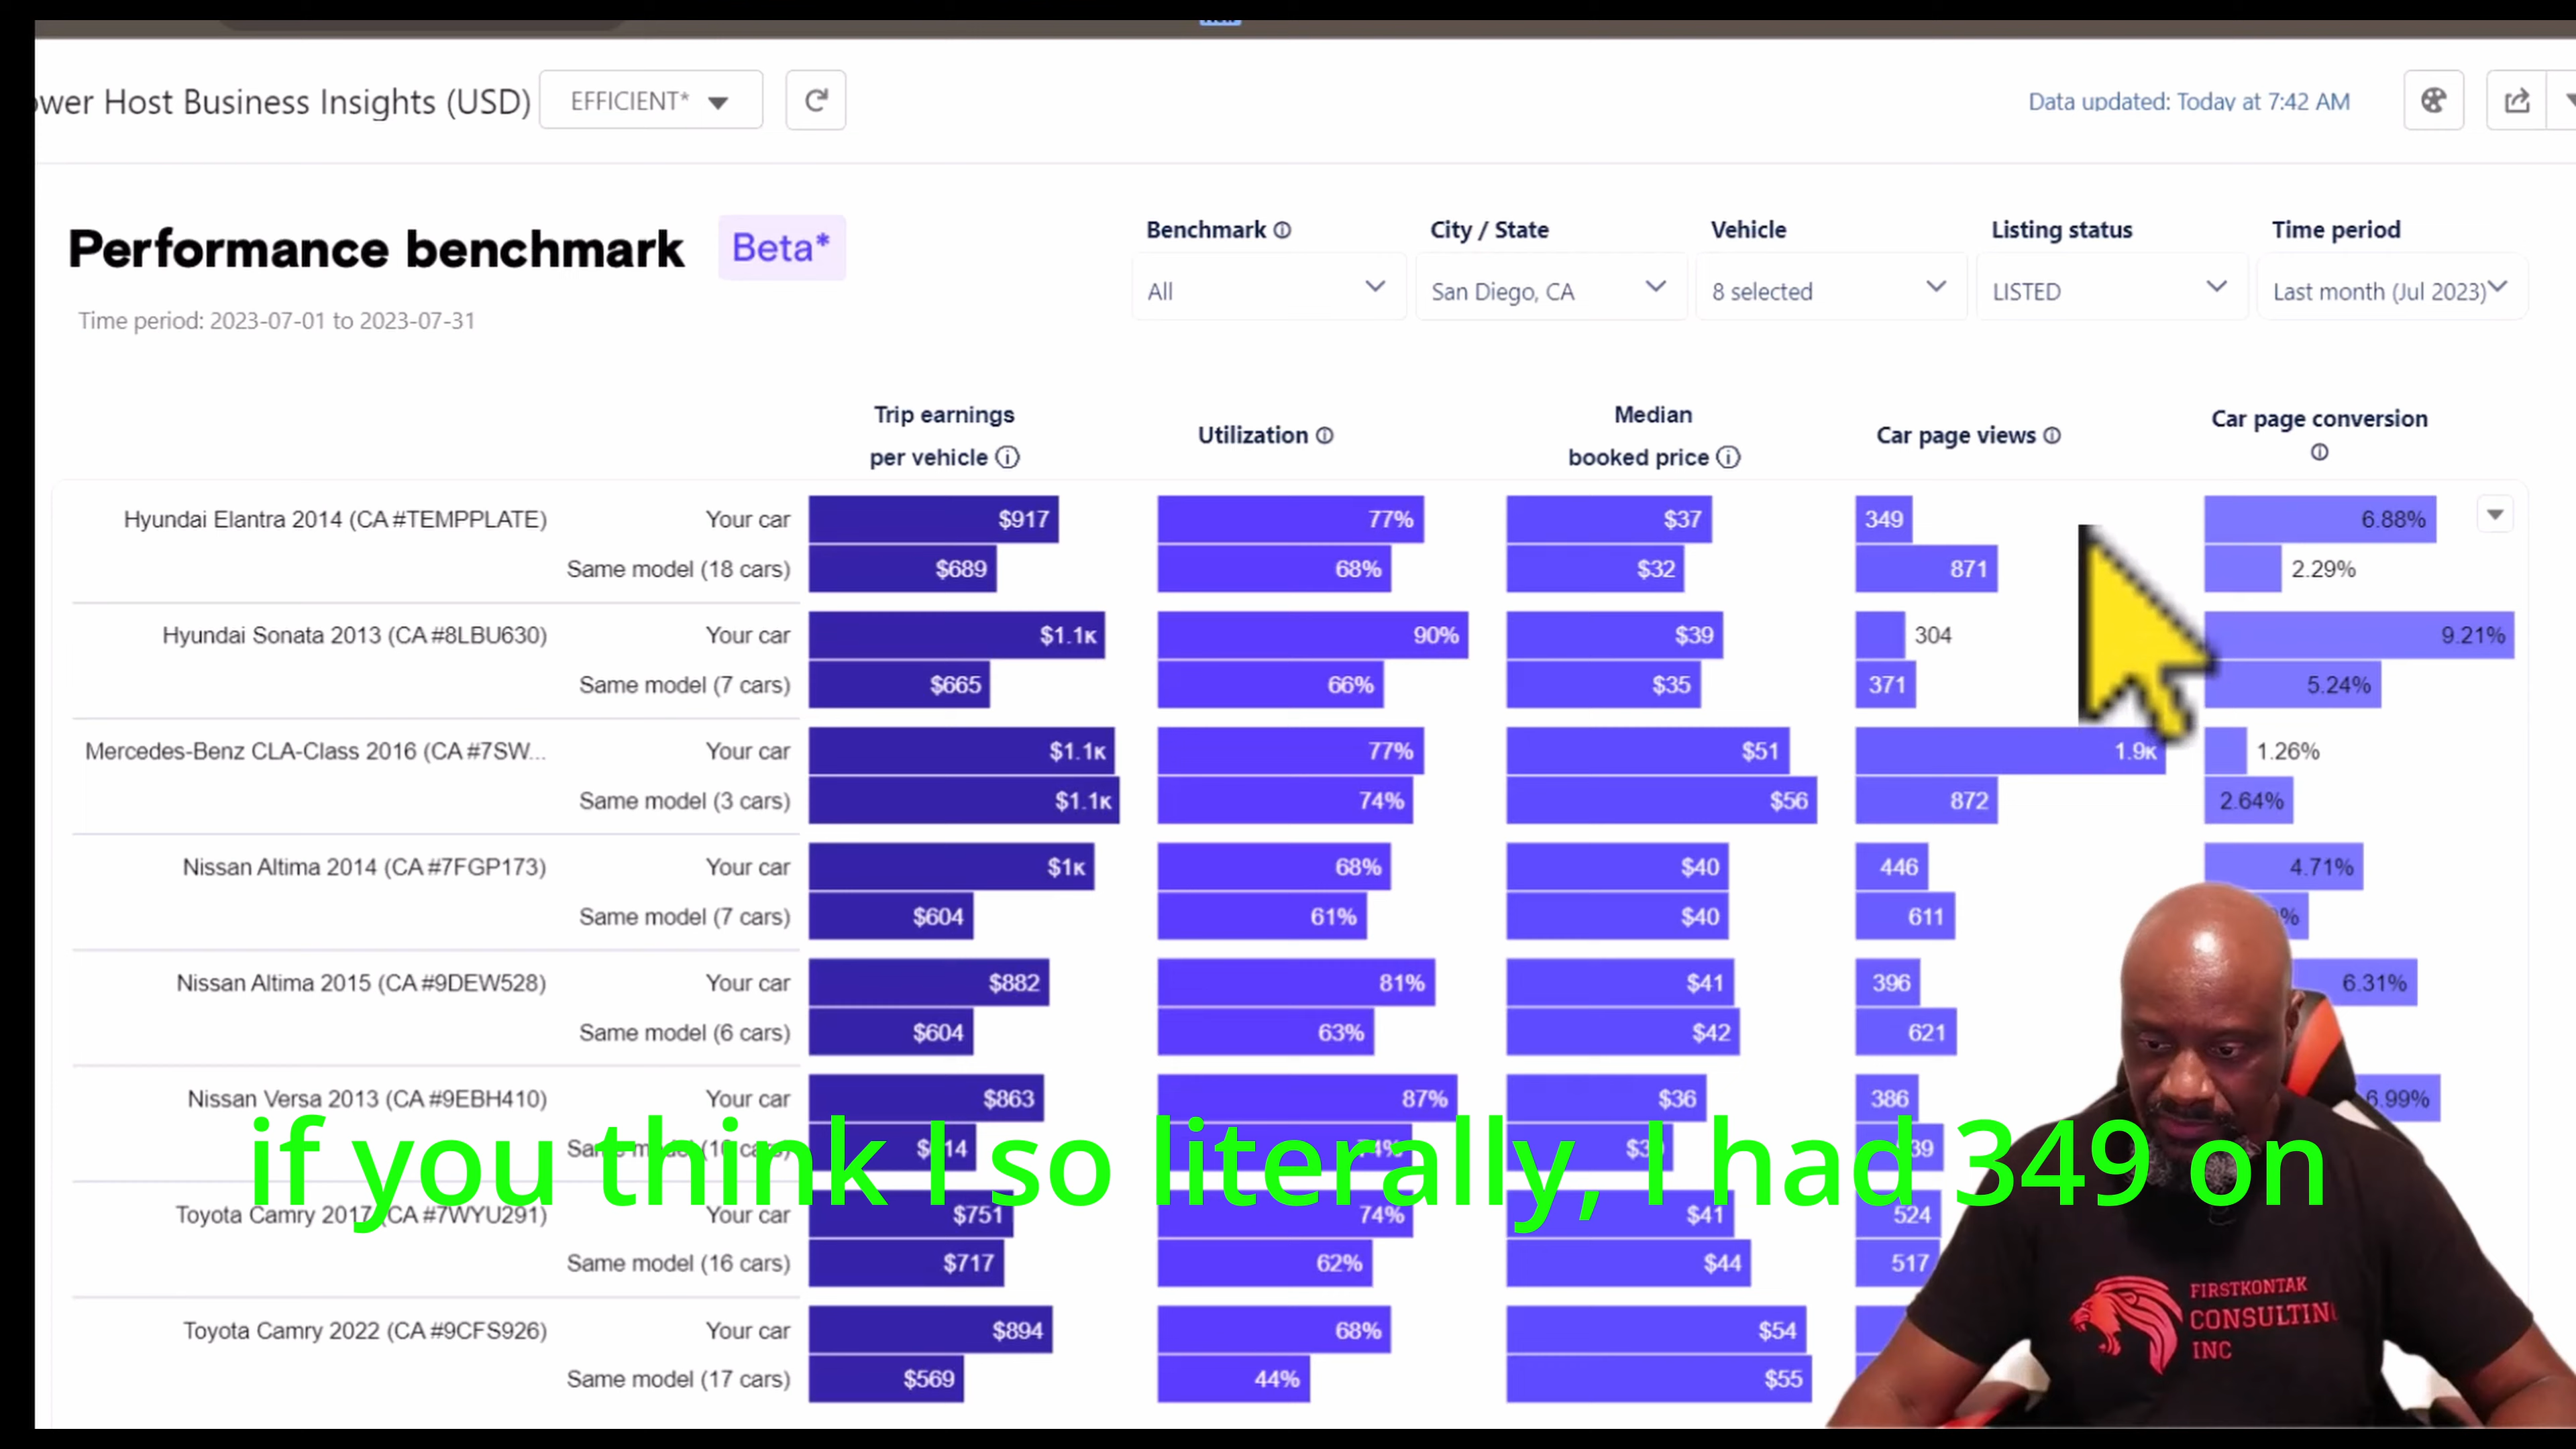 ower Host Business Insights (USD) EFFICIENT* Data updated: Today at 7:42 AM
Performance benchmark Beta*
Time period: 2023-07-01 to 2023-07-31
Benchmark City / State Vehicle Listing status Time period
All San Diego, CA 8 selected LISTED Last month (Jul 2023)
Trip earnings per vehicle Utilization Median booked price Car page views Car page conversion
Hyundai Elantra 2014 (CA #TEMPPLATE) Your car $917 77% $37 349 6.88%
Same model (18 cars) $689 68% $32 871 2.29%
Hyundai Sonata 2013 (CA #8LBU630) Your car $1.1K 90% $39 304 9.21%
Same model (7 cars) $665 66% $35 371 5.24%
Mercedes-Benz CLA-Class 2016 (CA #7SW... Your car $1.1K 77% $51 1.9K 1.26%
Same model (3 cars) $1.1K 74% $56 872 2.64%
Nissan Altima 2014 (CA #7FGP173) Your car $1K 68% $40 446 4.71%
Same model (7 cars) $604 61% $40 611
Nissan Altima 2015 (CA #9DEW528) Your car $882 81% $41 396 6.31%
Same model (6 cars) $604 63% $42 621
Nissan Versa 2013 (CA #9EBH410) Your car $863 87% $36 386 6.99%
if you think I so literally, I had 349 on
Toyota Camry 2017 (CA #7WYU291) Your car $751 74% $41 524
Same model (16 cars) $717 62% $44 517
Toyota Camry 2022 (CA #9CFS926) Your car $894 68% $54
Same model (17 cars) $569 44% $55
FIRSTKONTAK
CONSULTING
INC